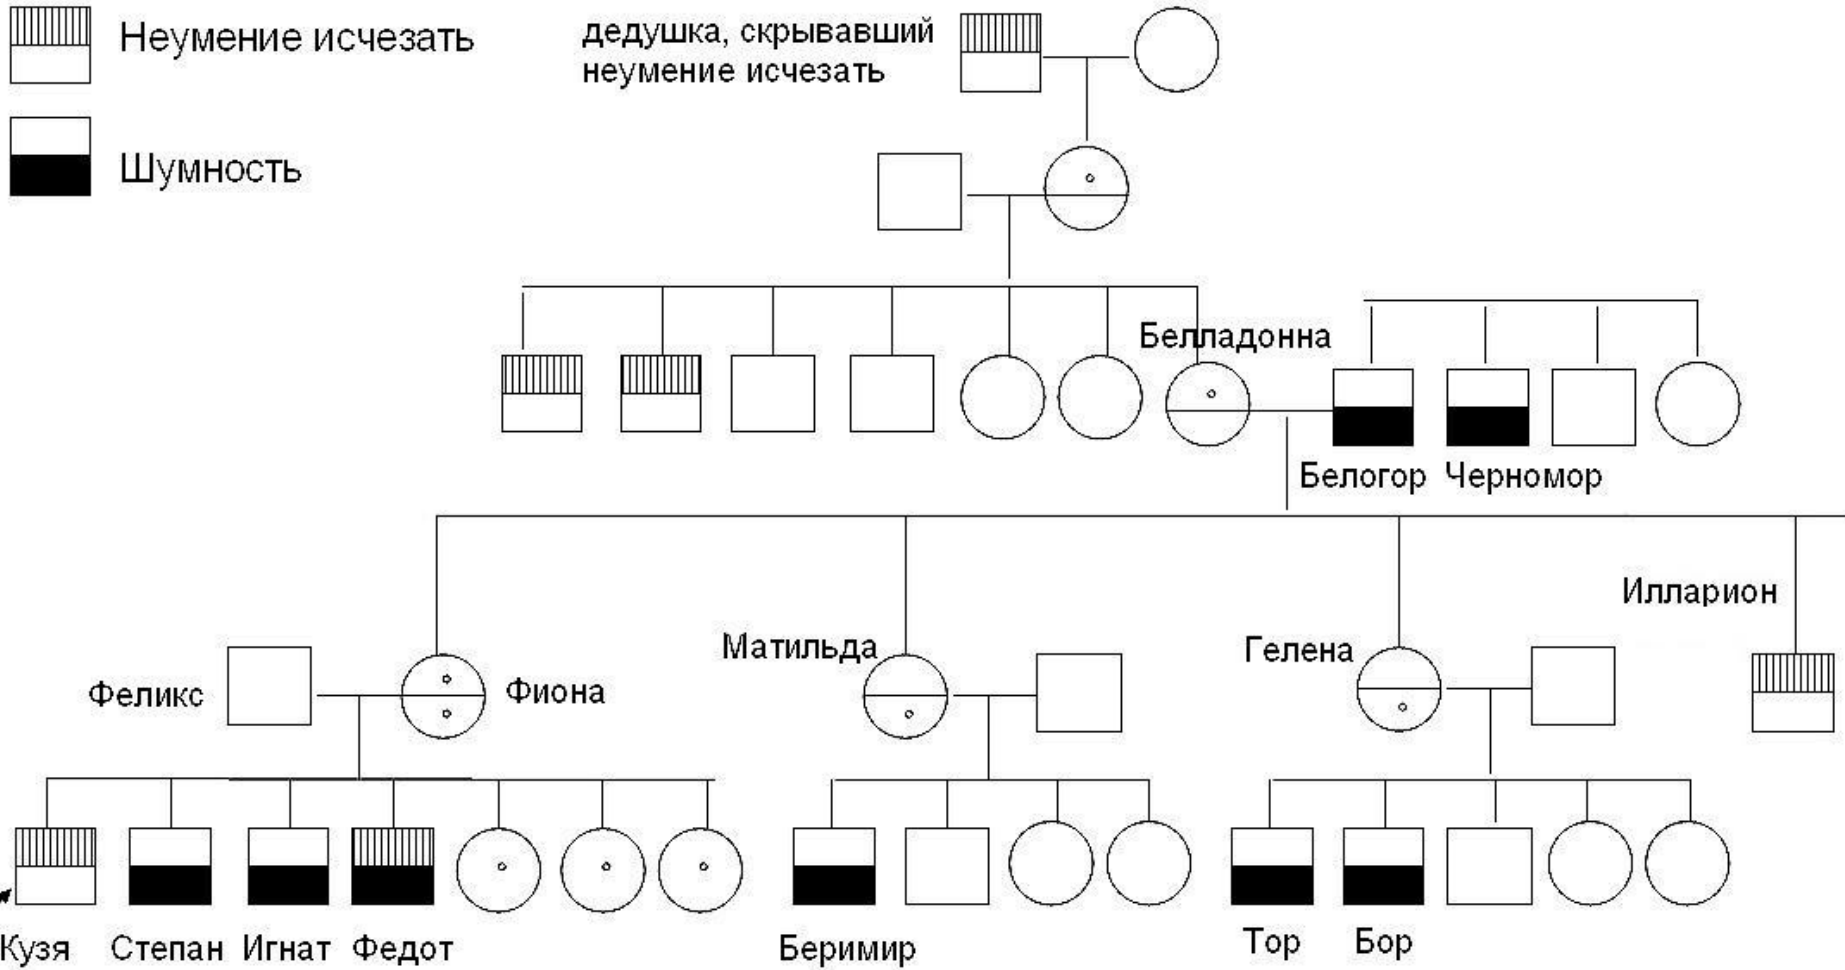 Неумение исчезать
дедушка, скрывавший
неумение исчезать
Шумность
Белладонна
Белогор
Черномор
Илларион
Матильда
Гелена
Феликс
Фиона
Кузя
Степан
Игнат
Федот
Беримир
Тор
Бор